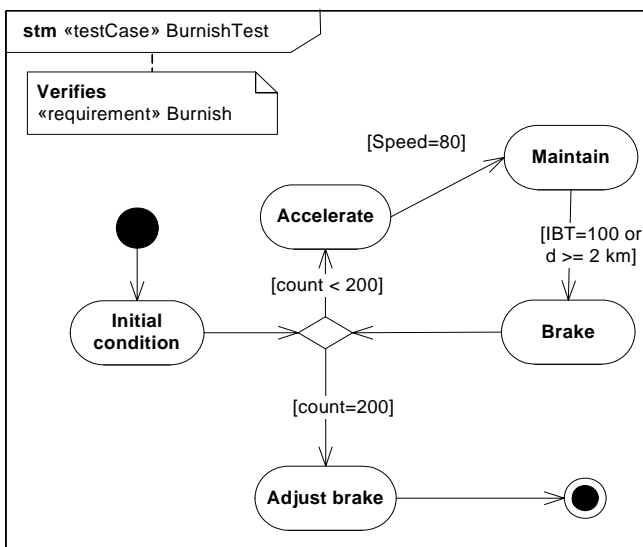 stm «testCase» BurnishTest
Verifies
«requirement» Burnish
[Speed=80]
Maintain
Accelerate
[IBT=100 or
d >= 2 km]
[count < 200]
Initial
condition
Brake
[count=200]
Adjust brake